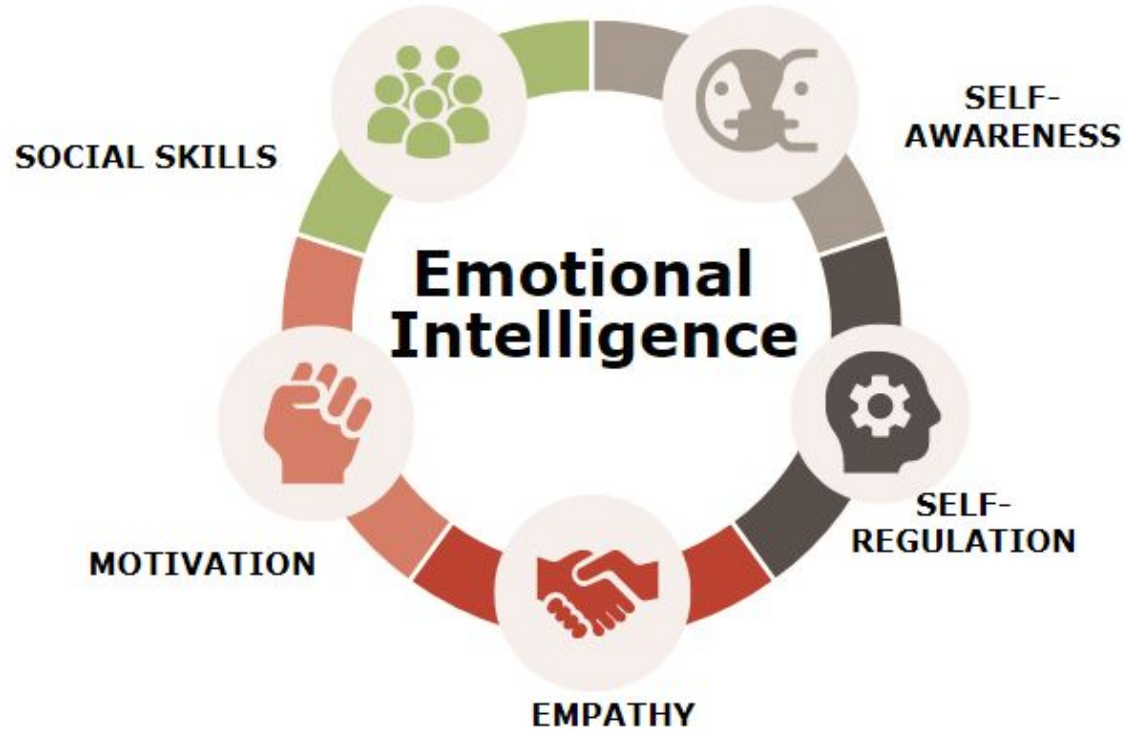 SELF-
AWARENESS
SOCIAL SKILLS
Emotional
Intelligence
SELF-
REGULATION
MOTIVATION
EMPATHY